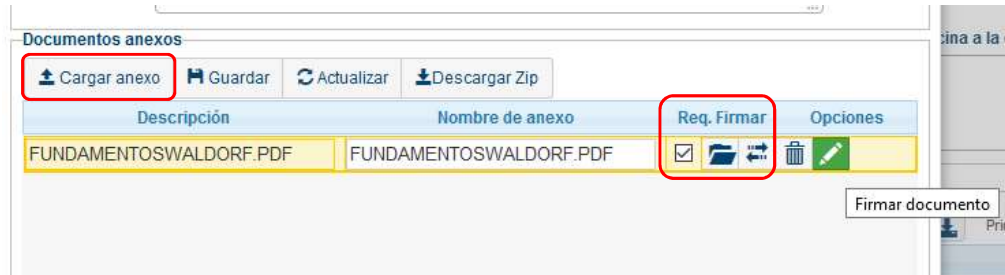 Documentos anexos
Cargar anexo Guardar Actualizar Descargar Zip
Descripción Nombre de anexo Req. Firmar Opciones
FUNDAMENTOSWALDORF.PDF FUNDAMENTOSWALDORF.PDF
Firmar documento
cina a la